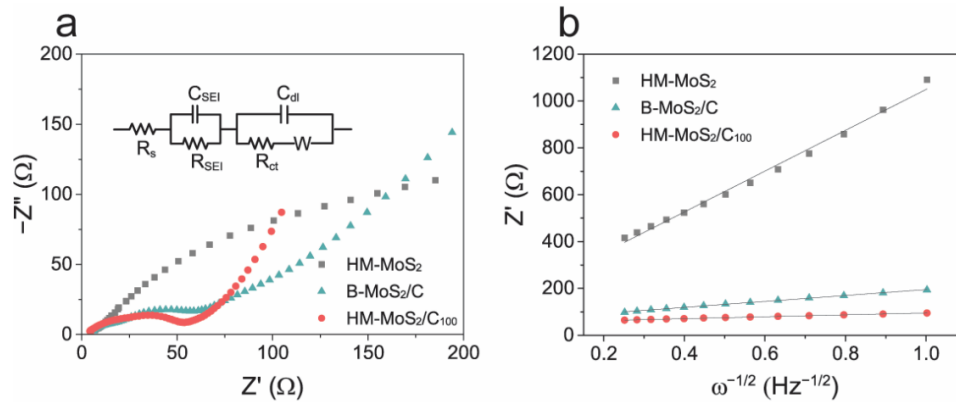 a
200
150
100
50
0
−Z″ (Ω)
C_SEI
C_dl
R_s
R_SEI
R_ct
W
HM-MoS₂
B-MoS₂/C
HM-MoS₂/C₁₀₀
0 50 100 150 200
Z' (Ω)
b
1200
1000
800
600
400
200
0
Z' (Ω)
HM-MoS₂
B-MoS₂/C
HM-MoS₂/C₁₀₀
0.2 0.4 0.6 0.8 1.0
ω⁻¹/² (Hz⁻¹/²)